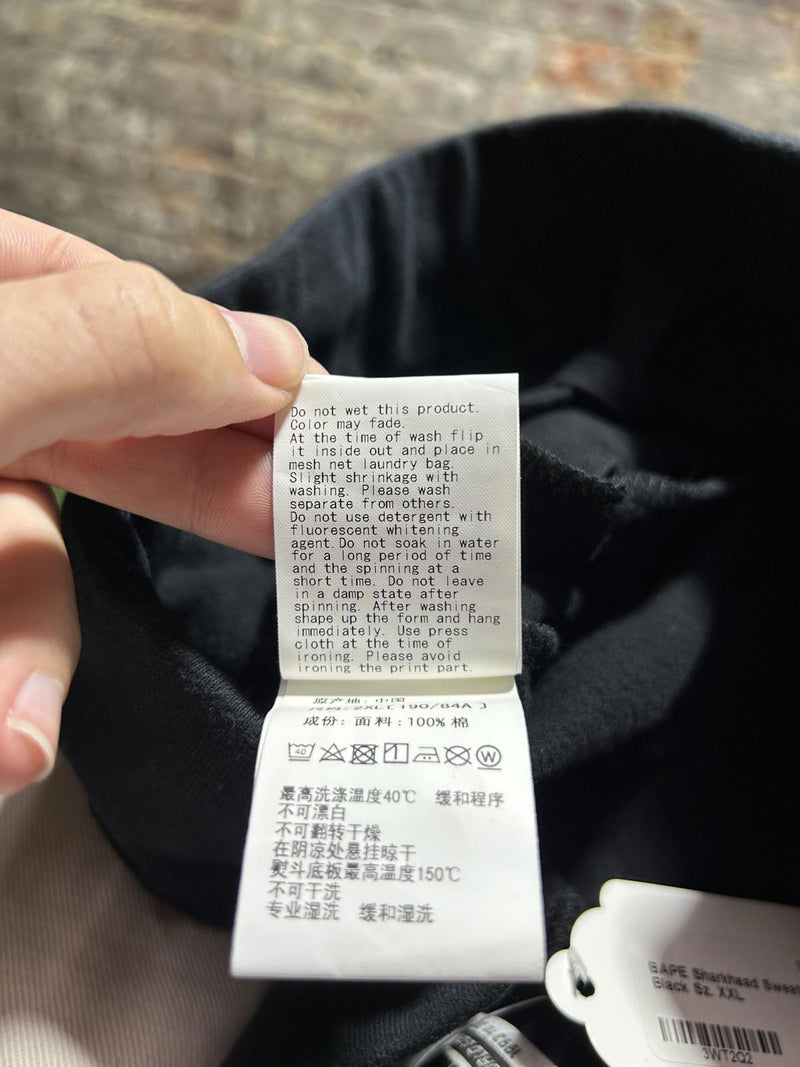 Do not wet this product.
Color may fade.
At the time of wash flip
it inside out and place in
mesh net laundry bag.
Slight shrinkage with
washing. Please wash
separate from others.
Do not use detergent with
fluorescent whitening
agent.Do not soak in water
for a long period of time
and the spinning at a
short time. Do not leave
in a damp state after
spinning. After washing
shape up the form and hang
immediately. Use press
cloth at the time of
ironing. Please avoid
ironing the print part.
原产地: 中国
2XL[190/84A]
成份: 面料: 100% 棉
40
W
最高洗涤温度40℃ 缓和程序
不可漂白
不可翻转干燥
在阴凉处悬挂晾干
熨斗底板最高温度150℃
不可干洗
专业湿洗 缓和湿洗
BAPE Sharkhead Sweat
Black Sz. XXL
3WT2Q2